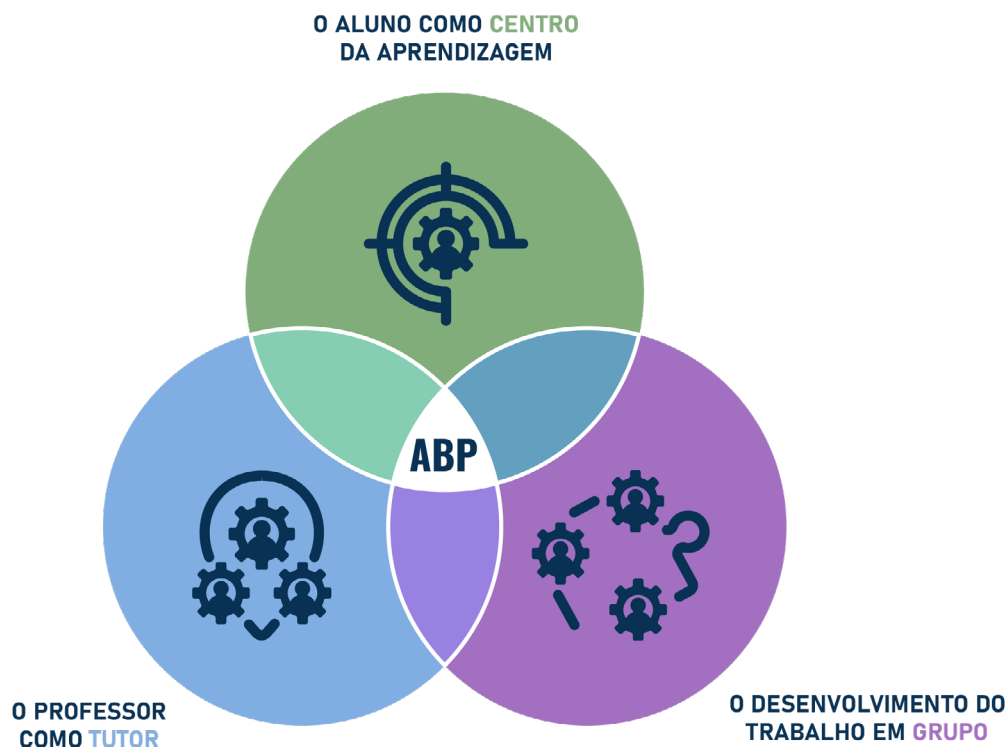 O ALUNO COMO CENTRO
DA APRENDIZAGEM
ABP
O PROFESSOR
COMO TUTOR
O DESENVOLVIMENTO DO
TRABALHO EM GRUPO